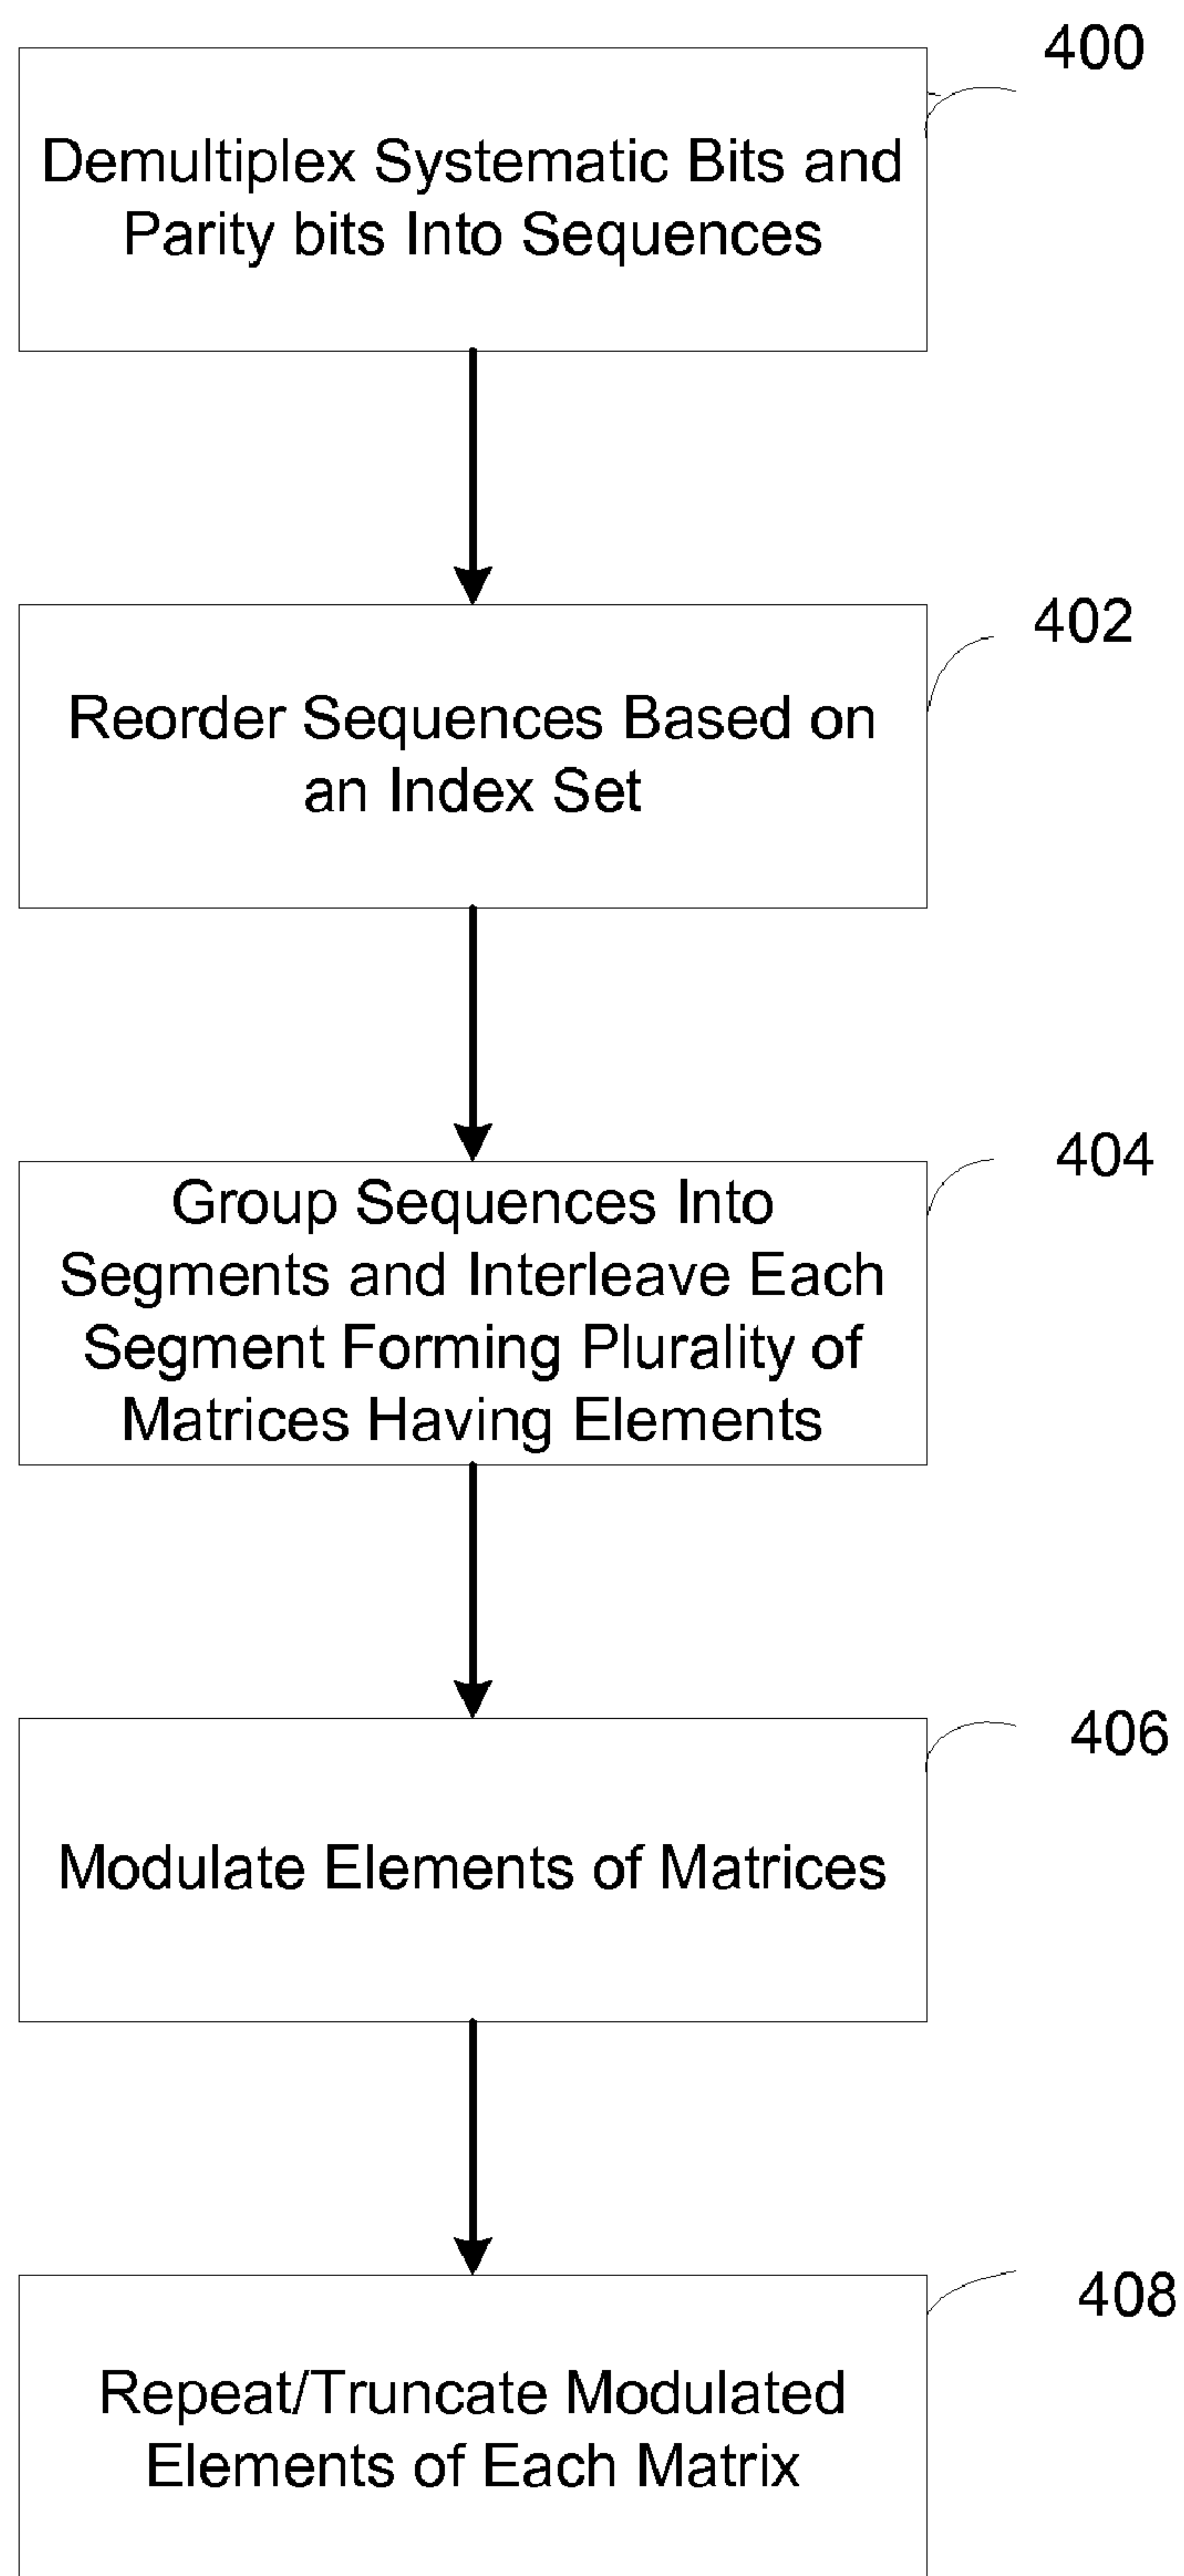 400
Demultiplex Systematic Bits and
Parity bits Into Sequences
402
Reorder Sequences Based on
an Index Set
404
Group Sequences Into
Segments and Interleave Each
Segment Forming Plurality of
Matrices Having Elements
406
Modulate Elements of Matrices
408
Repeat/Truncate Modulated
Elements of Each Matrix